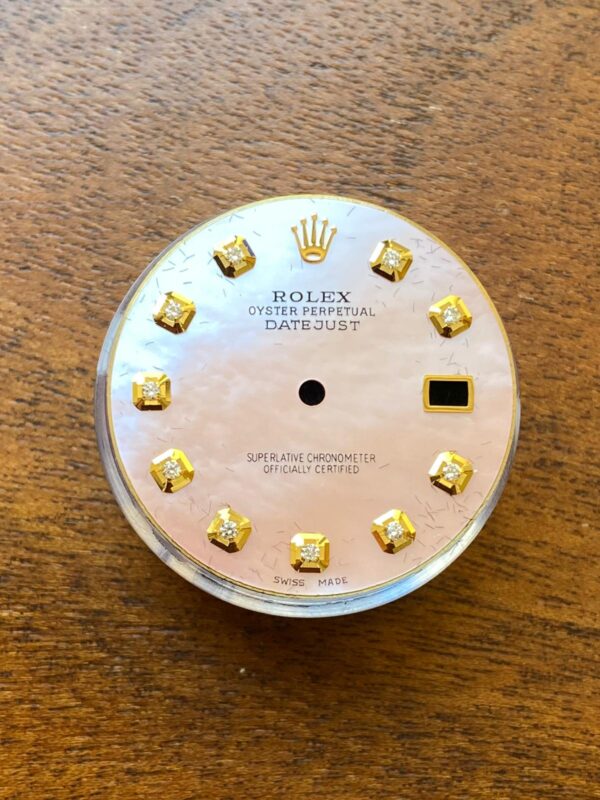 ROLEX
OYSTER PERPETUAL
DATEJUST
SUPERLATIVE CHRONOMETER
OFFICIALLY CERTIFIED
SWISS MADE